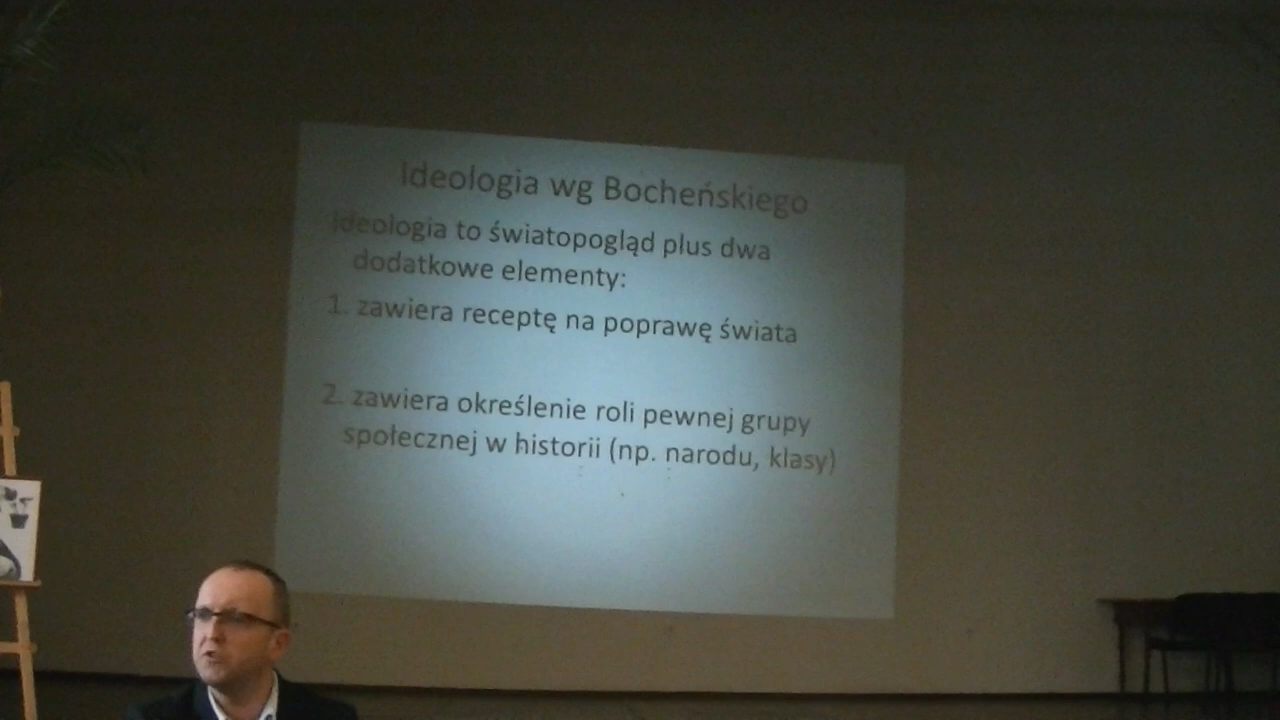 Ideologia wg Bocheńskiego
Ideologia to światopogląd plus dwa
dodatkowe elementy:
1. zawiera receptę na poprawę świata
2. zawiera określenie roli pewnej grupy
społecznej w historii (np. narodu, klasy)